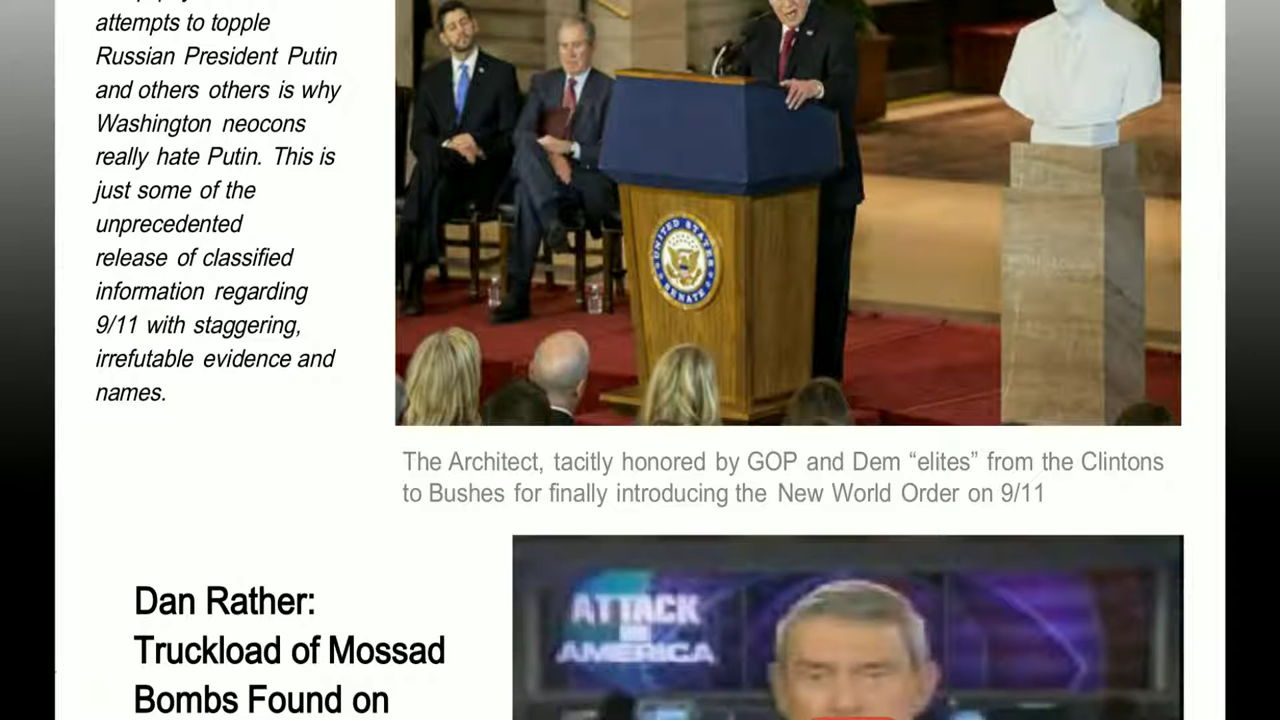 attempts to topple
Russian President Putin
and others others is why
Washington neocons
really hate Putin. This is
just some of the
unprecedented
release of classified
information regarding
9/11 with staggering,
irrefutable evidence and
names.
UNITED STATES
SENATE
The Architect, tacitly honored by GOP and Dem “elites” from the Clintons
to Bushes for finally introducing the New World Order on 9/11
Dan Rather:
Truckload of Mossad
Bombs Found on
ATTACK
AMERICA